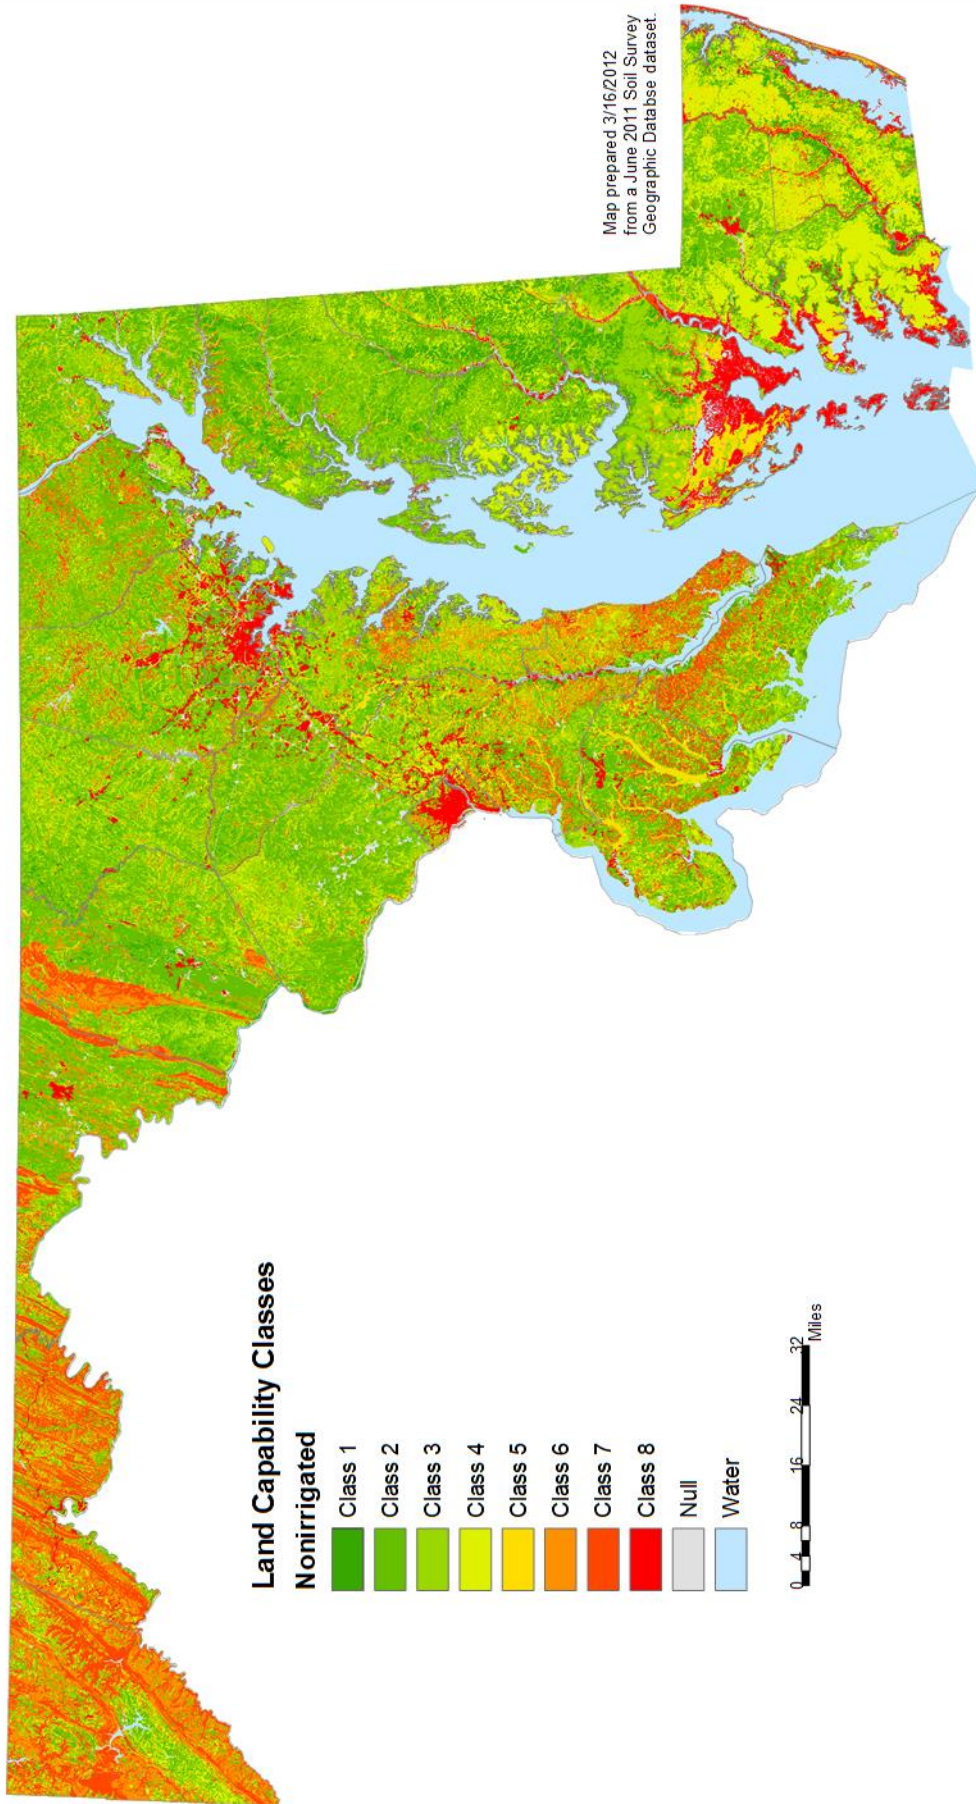 Map prepared 3/16/2012
from a June 2011 Soil Survey
Geographic Databse dataset.
Land Capability Classes
Nonirrigated
Class 1
Class 2
Class 3
Class 4
Class 5
Class 6
Class 7
Class 8
Null
Water
0 4 8 16 24 32
Miles